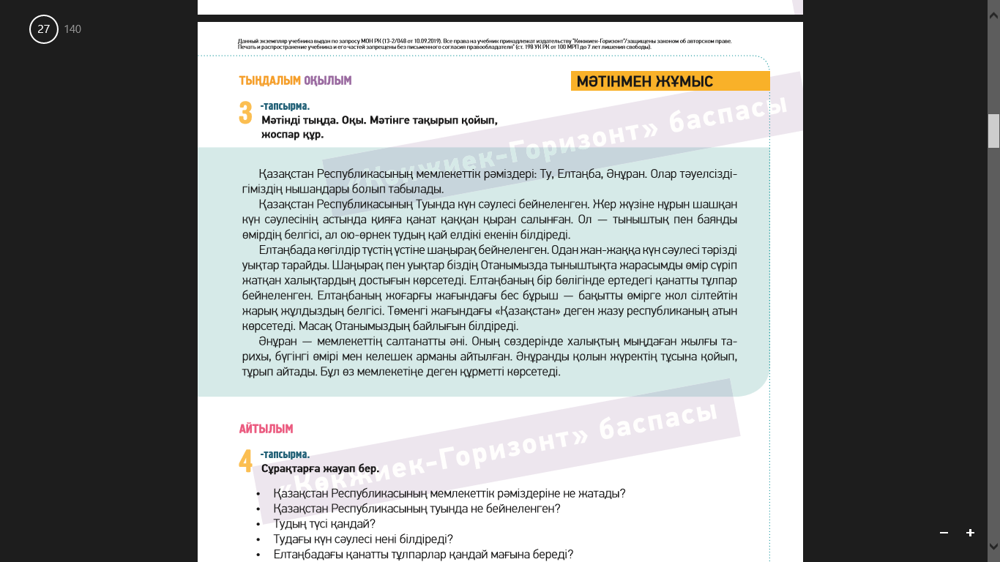 27 140
Данный экземпляр учебника выдан по запросу МОН РК (13-2/048 от 10.09.2019). Все права на учебник принадлежат издательству "Көкжиек-Горизонт"/защищены законом об авторском праве.
Печать и распространение учебника и его частей запрещены без письменного согласия правообладателя" (ст. 198 УК РК от 100 МРП до 7 лет лишения свободы).
ТЫҢДАЛЫМ ОҚЫЛЫМ
МӘТІНМЕН ЖҰМЫС
3 -тапсырма.
Мәтінді тыңда. Оқы. Мәтінге тақырып қойып,
жоспар құр.
«Көкжиек-Горизонт» баспасы
Қазақстан Республикасының мемлекеттік рәміздері: Ту, Елтаңба, Әнұран. Олар тәуелсізді-
гіміздің нышандары болып табылады.
Қазақстан Республикасының Туында күн сәулесі бейнеленген. Жер жүзіне нұрын шашқан
күн сәулесінің астында қияға қанат қаққан қыран салынған. Ол — тыныштық пен баянды
өмірдің белгісі, ал ою-өрнек тудың қай елдікі екенін білдіреді.
Елтаңбада көгілдір түстің үстіне шаңырақ бейнеленген. Одан жан-жаққа күн сәулесі тәрізді
уықтар тарайды. Шаңырақ пен уықтар біздің Отанымызда тыныштықта жарасымды өмір сүріп
жатқан халықтардың достығын көрсетеді. Елтаңбаның бір бөлігінде ертедегі қанатты тұлпар
бейнеленген. Елтаңбаның жоғарғы жағындағы бес бұрыш — бақытты өмірге жол сілтейтін
жарық жұлдыздың белгісі. Төменгі жағындағы «Қазақстан» деген жазу республиканың атын
көрсетеді. Масақ Отанымыздың байлығын білдіреді.
Әнұран — мемлекеттің салтанатты әні. Оның сөздерінде халықтың мыңдаған жылғы та-
рихы, бүгінгі өмірі мен келешек арманы айтылған. Әнұранды қолын жүректің тұсына қойып,
тұрып айтады. Бұл өз мемлекетіңе деген құрметті көрсетеді.
«Көкжиек-Горизонт» баспасы
АЙТЫЛЫМ
4 -тапсырма.
Сұрақтарға жауап бер.
• Қазақстан Республикасының мемлекеттік рәміздеріне не жатады?
• Қазақстан Республикасының туында не бейнеленген?
• Тудың түсі қандай?
• Тудағы күн сәулесі нені білдіреді?
• Елтаңбадағы қанатты тұлпарлар қандай мағына береді?